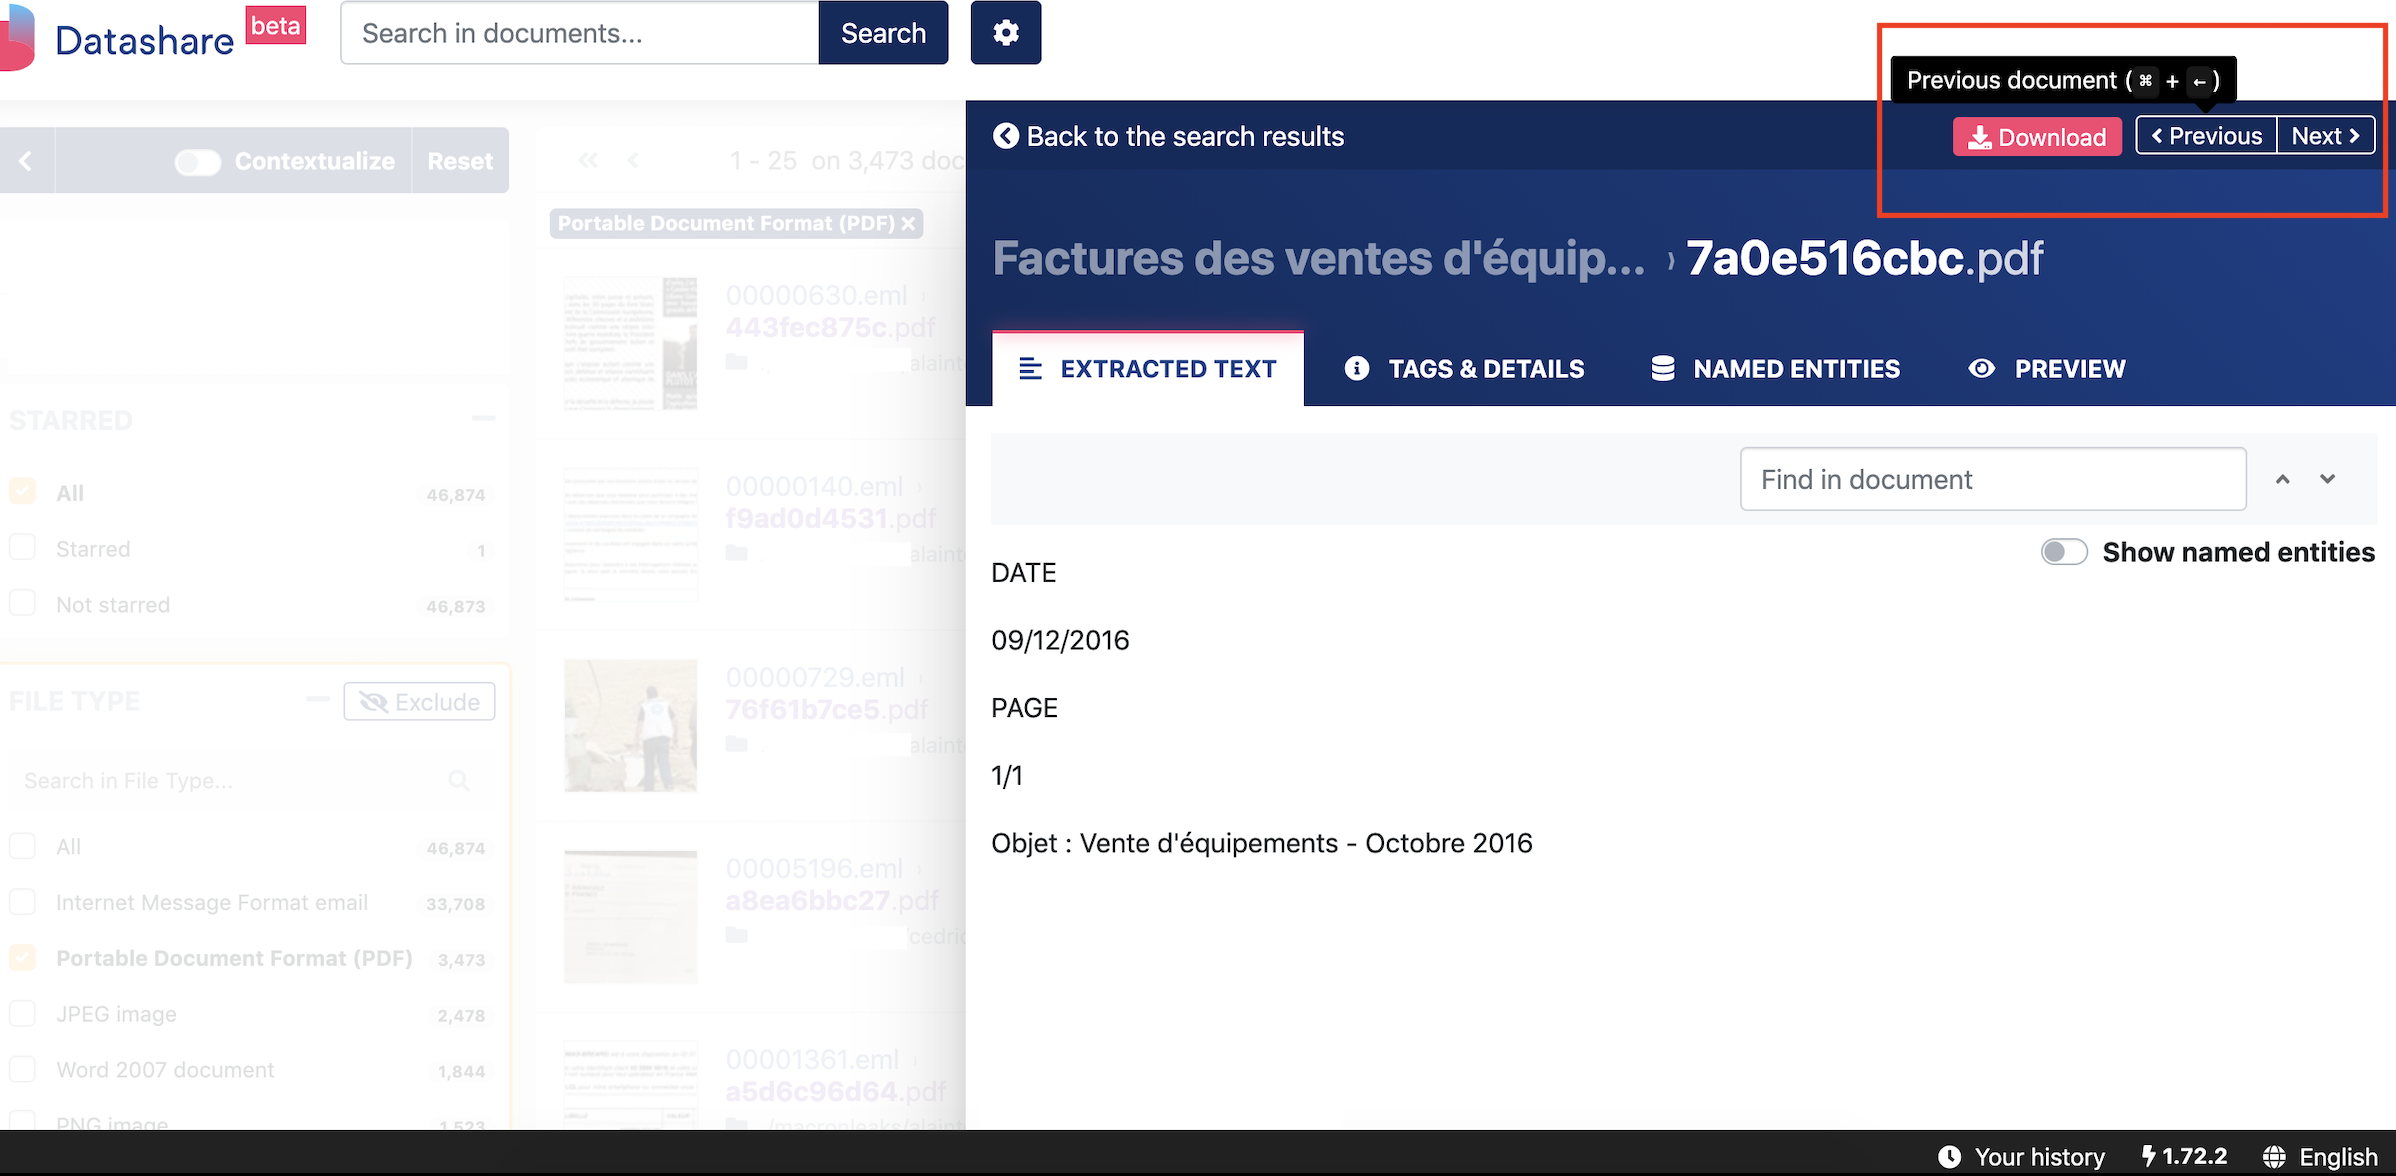 Datashare beta
Search in documents...
Search
Previous document (⌘ + ←)
Back to the search results
Download
Previous
Next
Contextualize
Reset
1 - 25 on 3,473 doc
Portable Document Format (PDF)
Factures des ventes d'équip... › 7a0e516cbc.pdf
00000630.eml
443fec875c.pdf
alaint
EXTRACTED TEXT
TAGS & DETAILS
NAMED ENTITIES
PREVIEW
STARRED
All 46,874
Starred 1
Not starred 46,873
00000140.eml
f9ad0d4531.pdf
alaint
Find in document
Show named entities
DATE
09/12/2016
PAGE
1/1
Objet : Vente d'équipements - Octobre 2016
FILE TYPE
Exclude
Search in File Type...
All 46,874
Internet Message Format email 33,708
Portable Document Format (PDF) 3,473
JPEG image 2,478
Word 2007 document 1,844
PNG image 1,523
00000729.eml
76f61b7ce5.pdf
alaint
00005196.eml
a8ea6bbc27.pdf
/cedric
00001361.eml
a5d6c96d64.pdf
/macronleaks/alaint
Your history
1.72.2
English